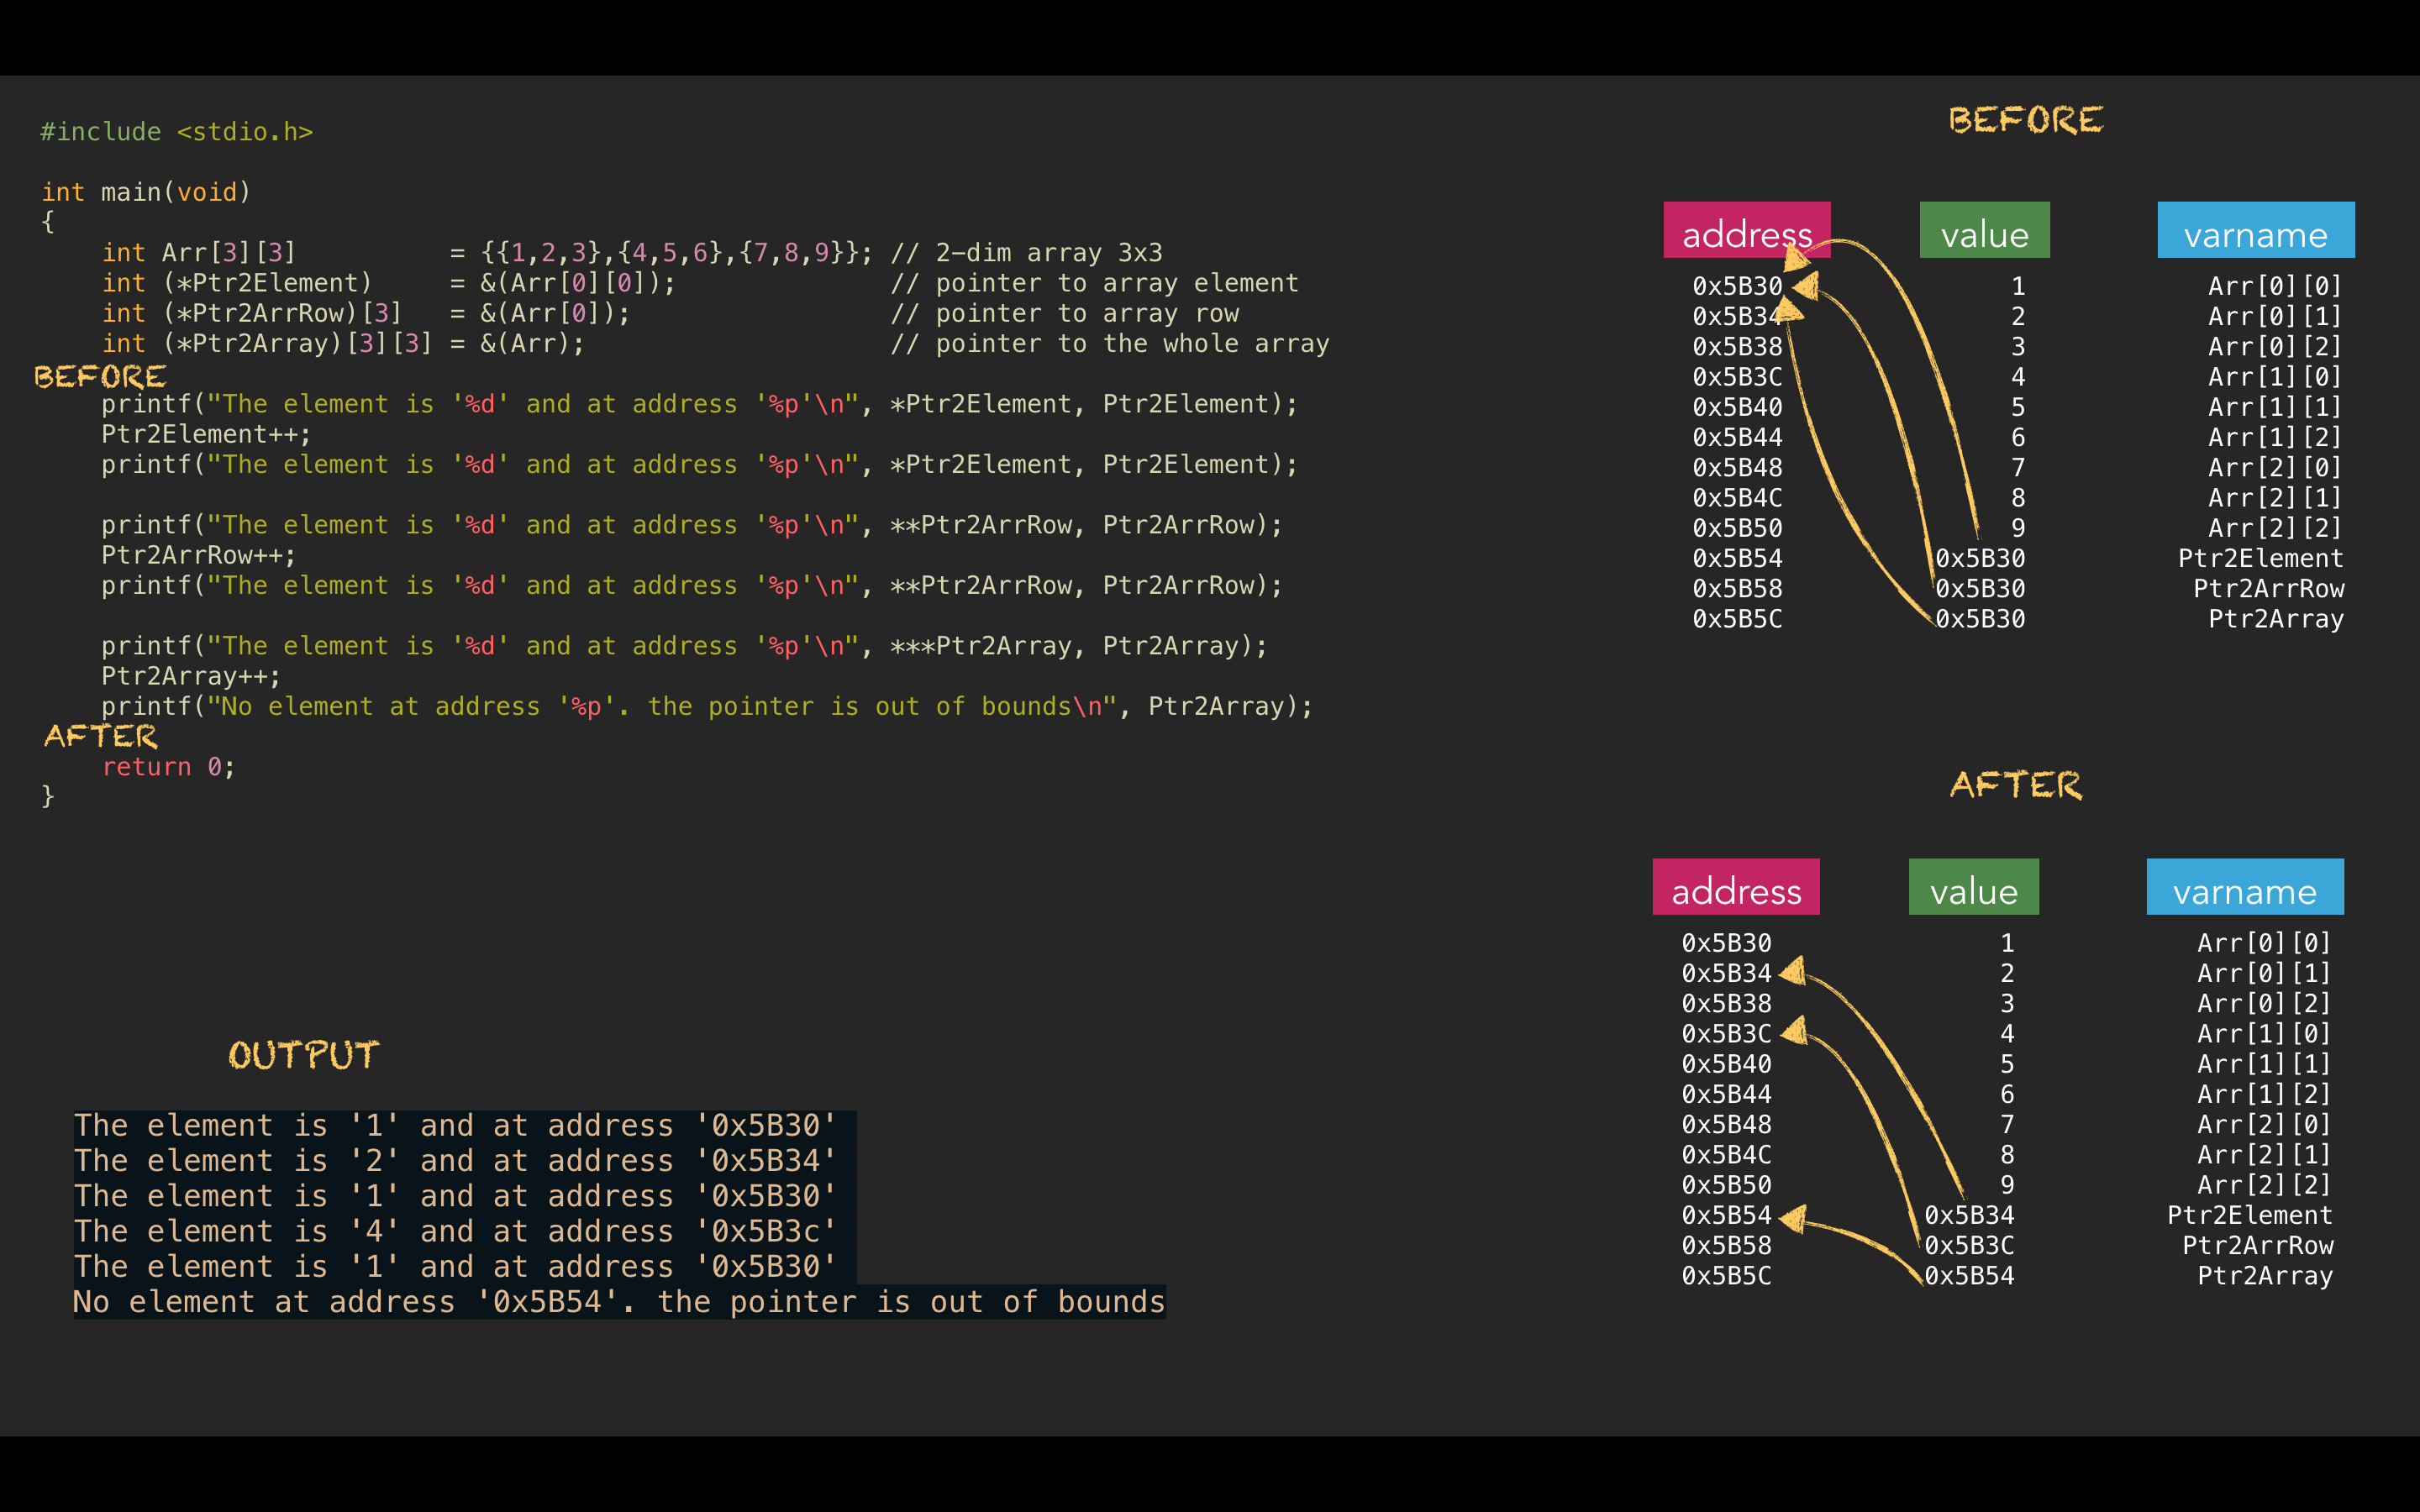 #include <stdio.h>
int main(void)
{
    int Arr[3][3]          = {{1,2,3},{4,5,6},{7,8,9}}; // 2-dim array 3x3
    int (*Ptr2Element)     = &(Arr[0][0]);              // pointer to array element
    int (*Ptr2ArrRow)[3]   = &(Arr[0]);                 // pointer to array row
    int (*Ptr2Array)[3][3] = &(Arr);                    // pointer to the whole array
BEFORE
    printf("The element is '%d' and at address '%p'\n", *Ptr2Element, Ptr2Element);
    Ptr2Element++;
    printf("The element is '%d' and at address '%p'\n", *Ptr2Element, Ptr2Element);
    printf("The element is '%d' and at address '%p'\n", **Ptr2ArrRow, Ptr2ArrRow);
    Ptr2ArrRow++;
    printf("The element is '%d' and at address '%p'\n", **Ptr2ArrRow, Ptr2ArrRow);
    printf("The element is '%d' and at address '%p'\n", ***Ptr2Array, Ptr2Array);
    Ptr2Array++;
    printf("No element at address '%p'. the pointer is out of bounds\n", Ptr2Array);
AFTER
    return 0;
}
OUTPUT
The element is '1' and at address '0x5B30'
The element is '2' and at address '0x5B34'
The element is '1' and at address '0x5B30'
The element is '4' and at address '0x5B3c'
The element is '1' and at address '0x5B30'
No element at address '0x5B54'. the pointer is out of bounds
BEFORE
address value varname
0x5B30 1 Arr[0][0]
0x5B34 2 Arr[0][1]
0x5B38 3 Arr[0][2]
0x5B3C 4 Arr[1][0]
0x5B40 5 Arr[1][1]
0x5B44 6 Arr[1][2]
0x5B48 7 Arr[2][0]
0x5B4C 8 Arr[2][1]
0x5B50 9 Arr[2][2]
0x5B54 0x5B30 Ptr2Element
0x5B58 0x5B30 Ptr2ArrRow
0x5B5C 0x5B30 Ptr2Array
AFTER
address value varname
0x5B30 1 Arr[0][0]
0x5B34 2 Arr[0][1]
0x5B38 3 Arr[0][2]
0x5B3C 4 Arr[1][0]
0x5B40 5 Arr[1][1]
0x5B44 6 Arr[1][2]
0x5B48 7 Arr[2][0]
0x5B4C 8 Arr[2][1]
0x5B50 9 Arr[2][2]
0x5B54 0x5B34 Ptr2Element
0x5B58 0x5B3C Ptr2ArrRow
0x5B5C 0x5B54 Ptr2Array